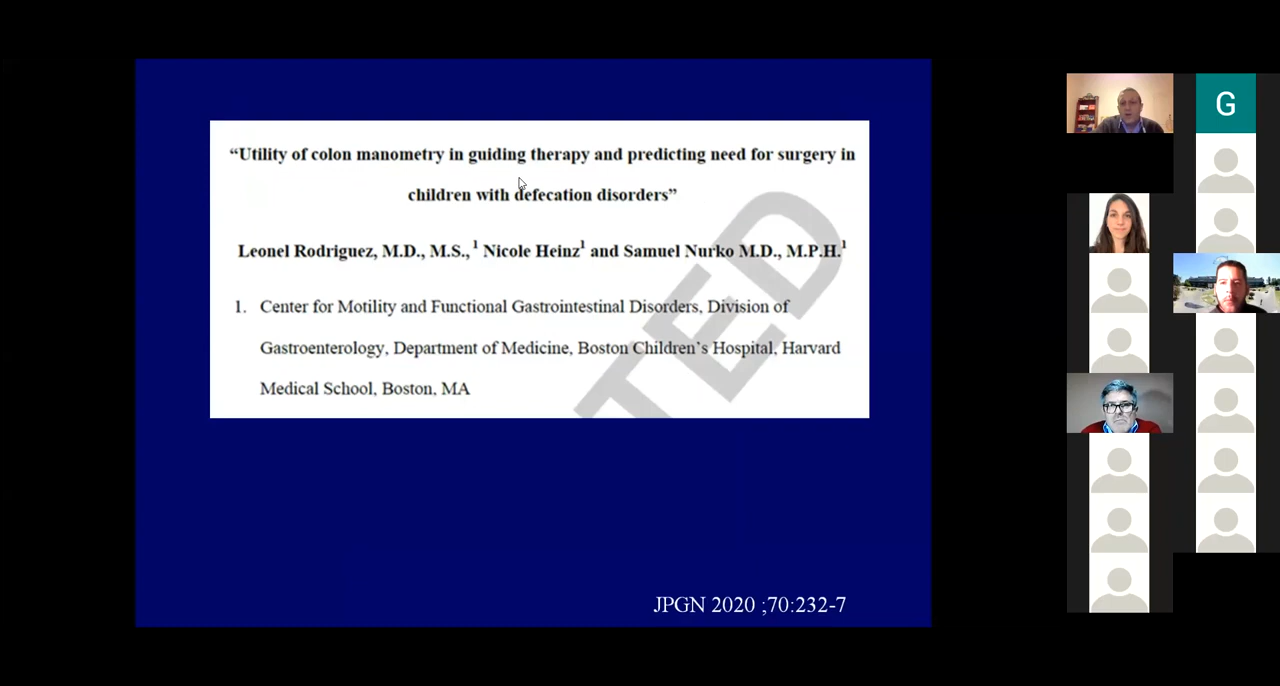 “Utility of colon manometry in guiding therapy and predicting need for surgery in
children with defecation disorders”
Leonel Rodriguez, M.D., M.S.,1 Nicole Heinz1 and Samuel Nurko M.D., M.P.H.1
1. Center for Motility and Functional Gastrointestinal Disorders, Division of
Gastroenterology, Department of Medicine, Boston Children’s Hospital, Harvard
Medical School, Boston, MA
TED
JPGN 2020 ;70:232-7
G